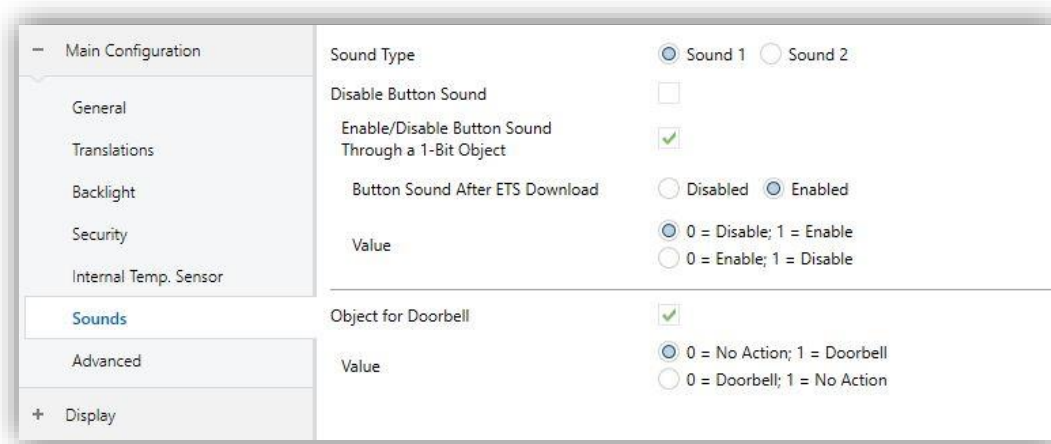 Main Configuration
General
Translations
Backlight
Security
Internal Temp. Sensor
Sounds
Advanced
Display
Sound Type
Sound 1 Sound 2
Disable Button Sound
Enable/Disable Button Sound
Through a 1-Bit Object
Button Sound After ETS Download
Disabled Enabled
Value
0 = Disable; 1 = Enable
0 = Enable; 1 = Disable
Object for Doorbell
Value
0 = No Action; 1 = Doorbell
0 = Doorbell; 1 = No Action